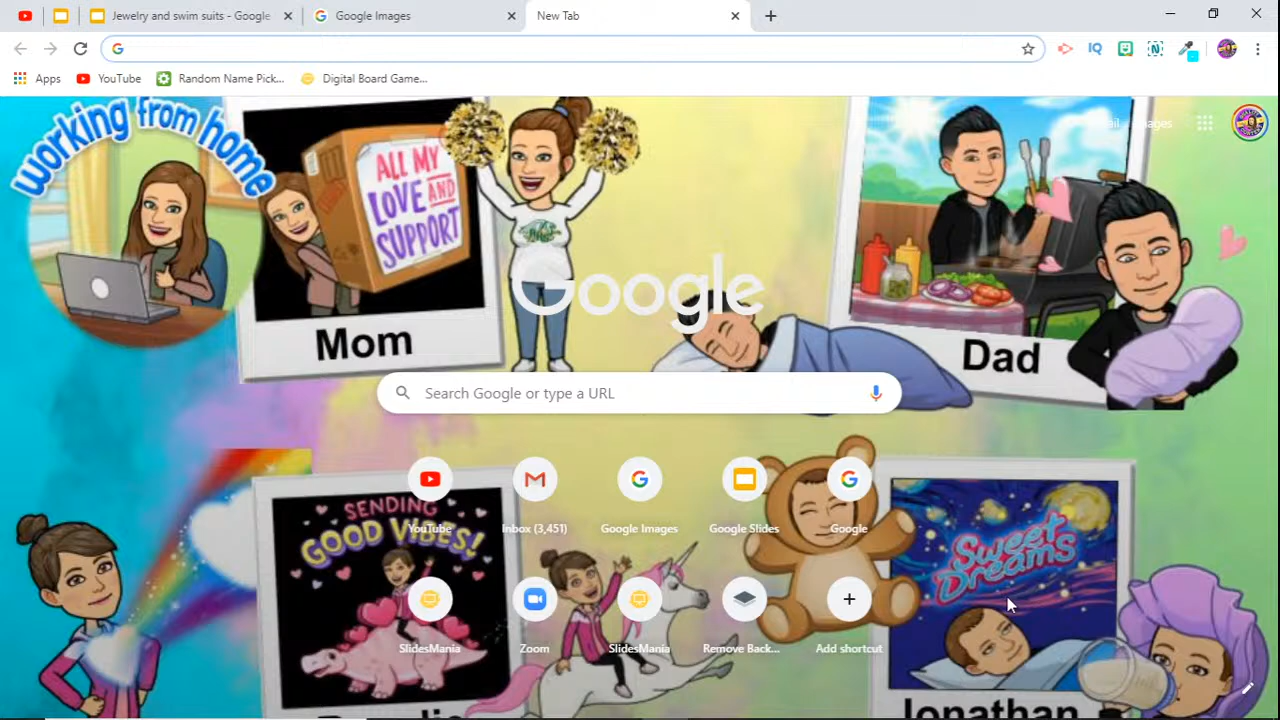 Jewelry and swim suits - Google
Google Images
New Tab
Apps
YouTube
Random Name Pick...
Digital Board Game...
IQ
N
working from home
ALL MY
LOVE AND
SUPPORT
Mom
Dad
Google
Search Google or type a URL
YouTube
Inbox (3,451)
Google Images
Google Slides
Google
SlidesMania
Zoom
SlidesMania
Remove Back...
Add shortcut
SENDING
GOOD VIBES!
Sweet
Dreams
Jonathan